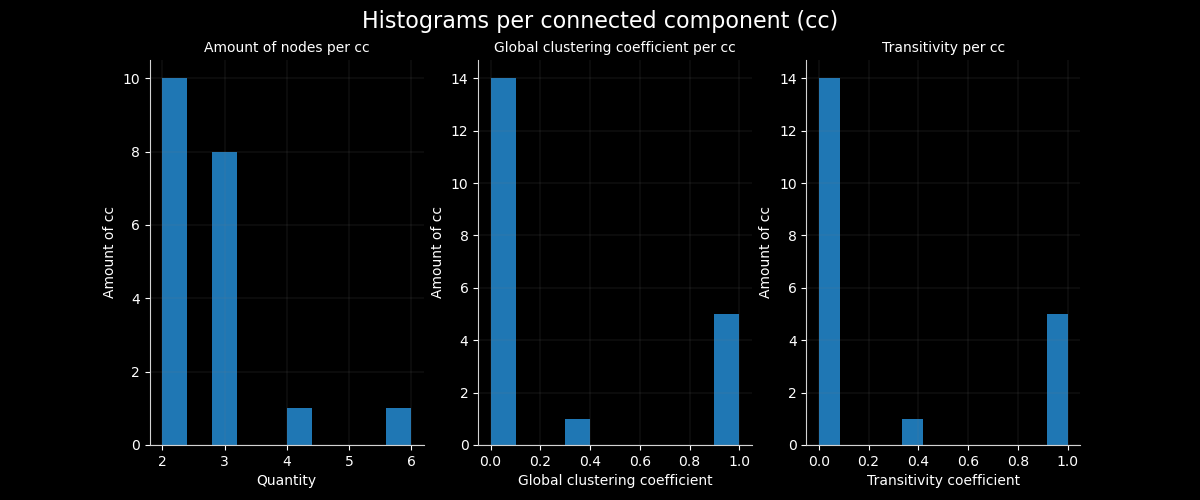 Histograms per connected component (cc)
Amount of nodes per cc
Global clustering coefficient per cc
Transitivity per cc
Amount of cc
10
8
6
4
2
0
2 3 4 5 6
Quantity
Amount of cc
14
12
10
8
6
4
2
0
0.0 0.2 0.4 0.6 0.8 1.0
Global clustering coefficient
Amount of cc
14
12
10
8
6
4
2
0
0.0 0.2 0.4 0.6 0.8 1.0
Transitivity coefficient